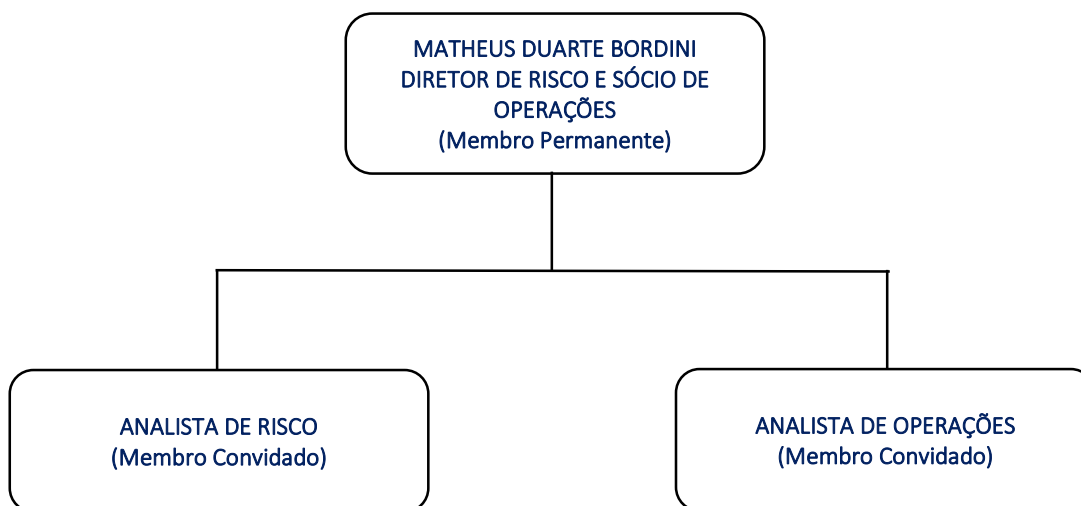 MATHEUS DUARTE BORDINI
DIRETOR DE RISCO E SÓCIO DE
OPERAÇÕES
(Membro Permanente)
ANALISTA DE RISCO
(Membro Convidado)
ANALISTA DE OPERAÇÕES
(Membro Convidado)